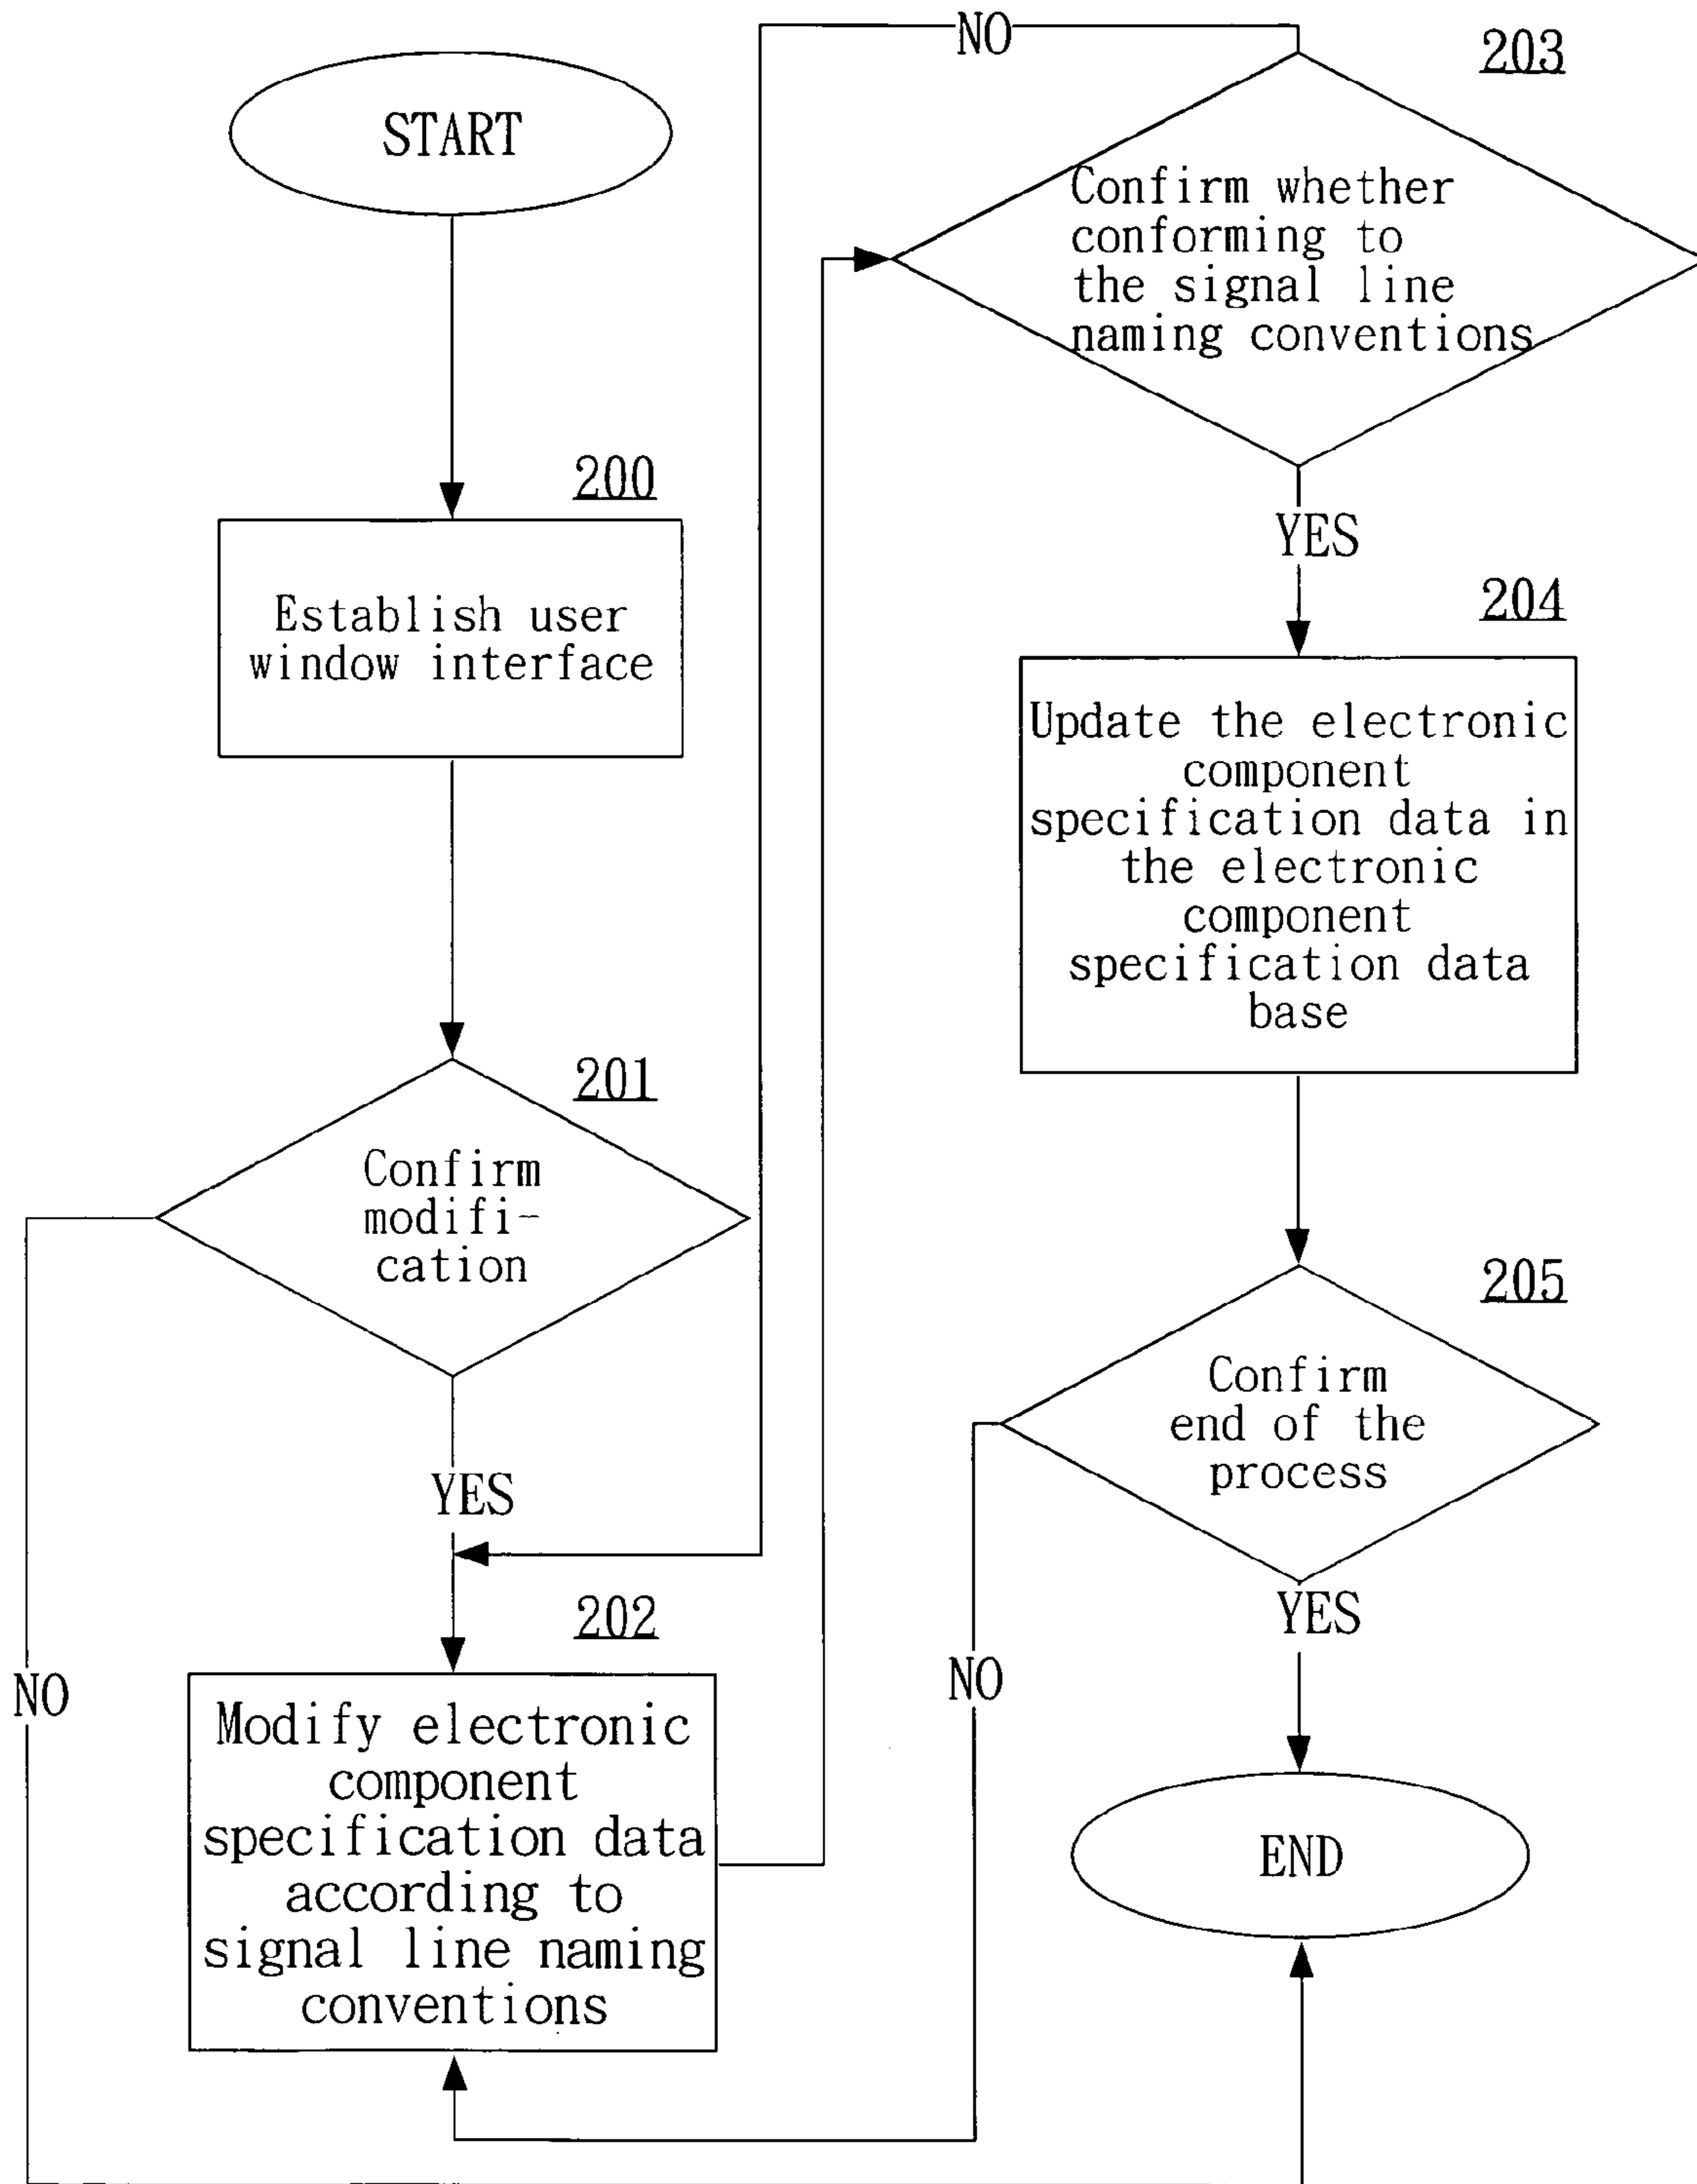 START
200
Establish user
window interface
201
Confirm
modifi-
cation
YES
NO
202
Modify electronic
component
specification data
according to
signal line naming
conventions
NO
203
Confirm whether
conforming to
the signal line
naming conventions
YES
204
Update the electronic
component
specification data in
the electronic
component
specification data
base
205
Confirm
end of the
process
YES
NO
END